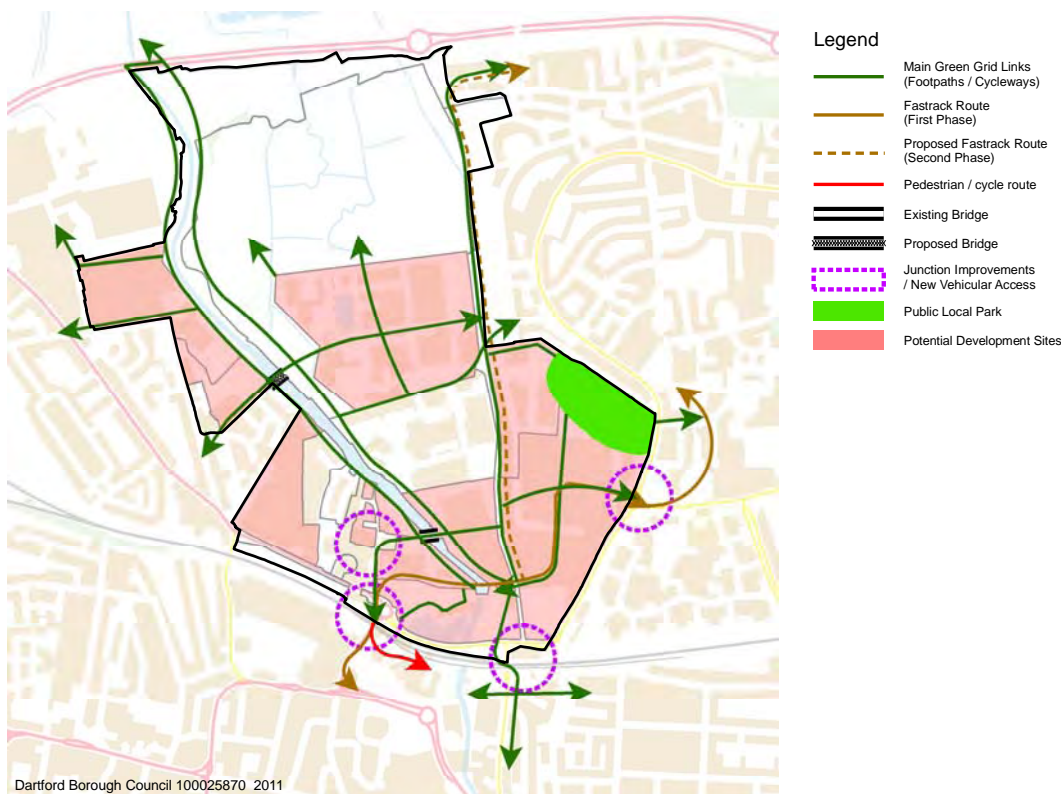 Legend
Main Green Grid Links
(Footpaths / Cycleways)
Fastrack Route
(First Phase)
Proposed Fastrack Route
(Second Phase)
Pedestrian / cycle route
Existing Bridge
Proposed Bridge
Junction Improvements
/ New Vehicular Access
Public Local Park
Potential Development Sites
Dartford Borough Council 100025870 2011